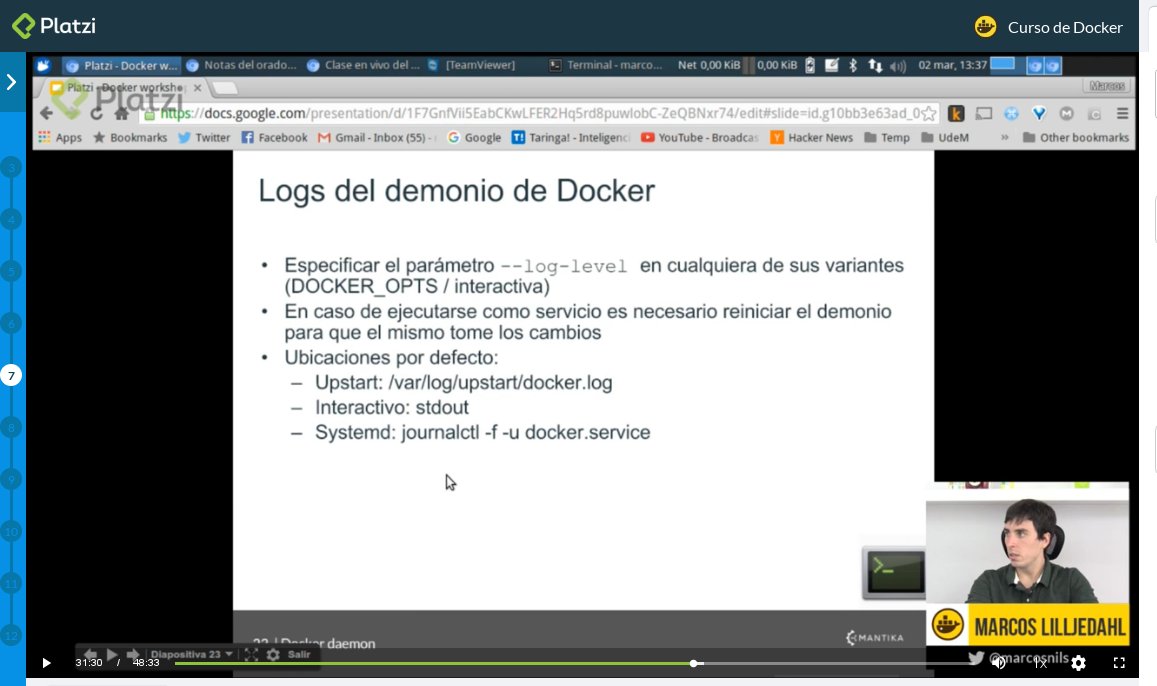 Platzi
Curso de Docker
Platzi - Docker w...
Notas del orado...
Clase en vivo del ...
[TeamViewer]
Terminal - marco...
Net 0,00 KiB
0,00 KiB
02 mar, 13:37
Platzi - Docker worksho
Marcos
Platzi
https://docs.google.com/presentation/d/1F7GnfVii5EabCKwLFER2Hq5rd8puwIobC-ZeQBNxr74/edit#slide=id.g10bb3e63ad_0
Apps
Bookmarks
Twitter
Facebook
Gmail - Inbox (55) -
Google
Taringa! - Inteligenc
YouTube - Broadcas
Hacker News
Temp
UdeM
»
Other bookmarks
3
4
5
6
7
8
9
10
11
12
Logs del demonio de Docker
• Especificar el parámetro --log-level en cualquiera de sus variantes
(DOCKER_OPTS / interactiva)
• En caso de ejecutarse como servicio es necesario reiniciar el demonio
para que el mismo tome los cambios
• Ubicaciones por defecto:
– Upstart: /var/log/upstart/docker.log
– Interactivo: stdout
– Systemd: journalctl -f -u docker.service
MARCOS LILLJEDAHL
@marcosnils
23 | Docker daemon
MANTIKA
Diapositiva 23
Salir
31:30 / 48:33
1x